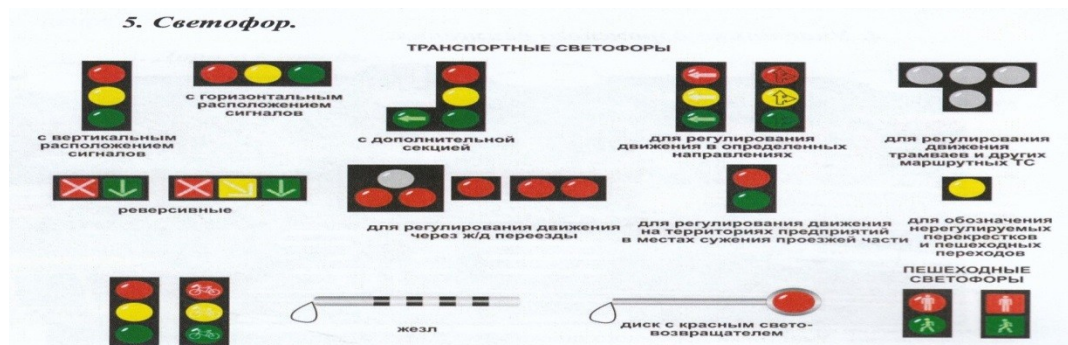 5. Светофор.
ТРАНСПОРТНЫЕ СВЕТОФОРЫ
с вертикальным
расположением
сигналов
с горизонтальным
расположением
сигналов
с дополнительной
секцией
для регулирования
движения в определенных
направлениях
для регулирования
движения
трамваев и других
маршрутных ТС
реверсивные
для регулирования движения
через ж/д переезды
для регулирования движения
на территориях предприятий
в местах сужения проезжей части
для обозначения
нерегулируемых
перекрестков
и пешеходных
переходов
жезл
диск с красным свето-
возвращателем
ПЕШЕХОДНЫЕ
СВЕТОФОРЫ